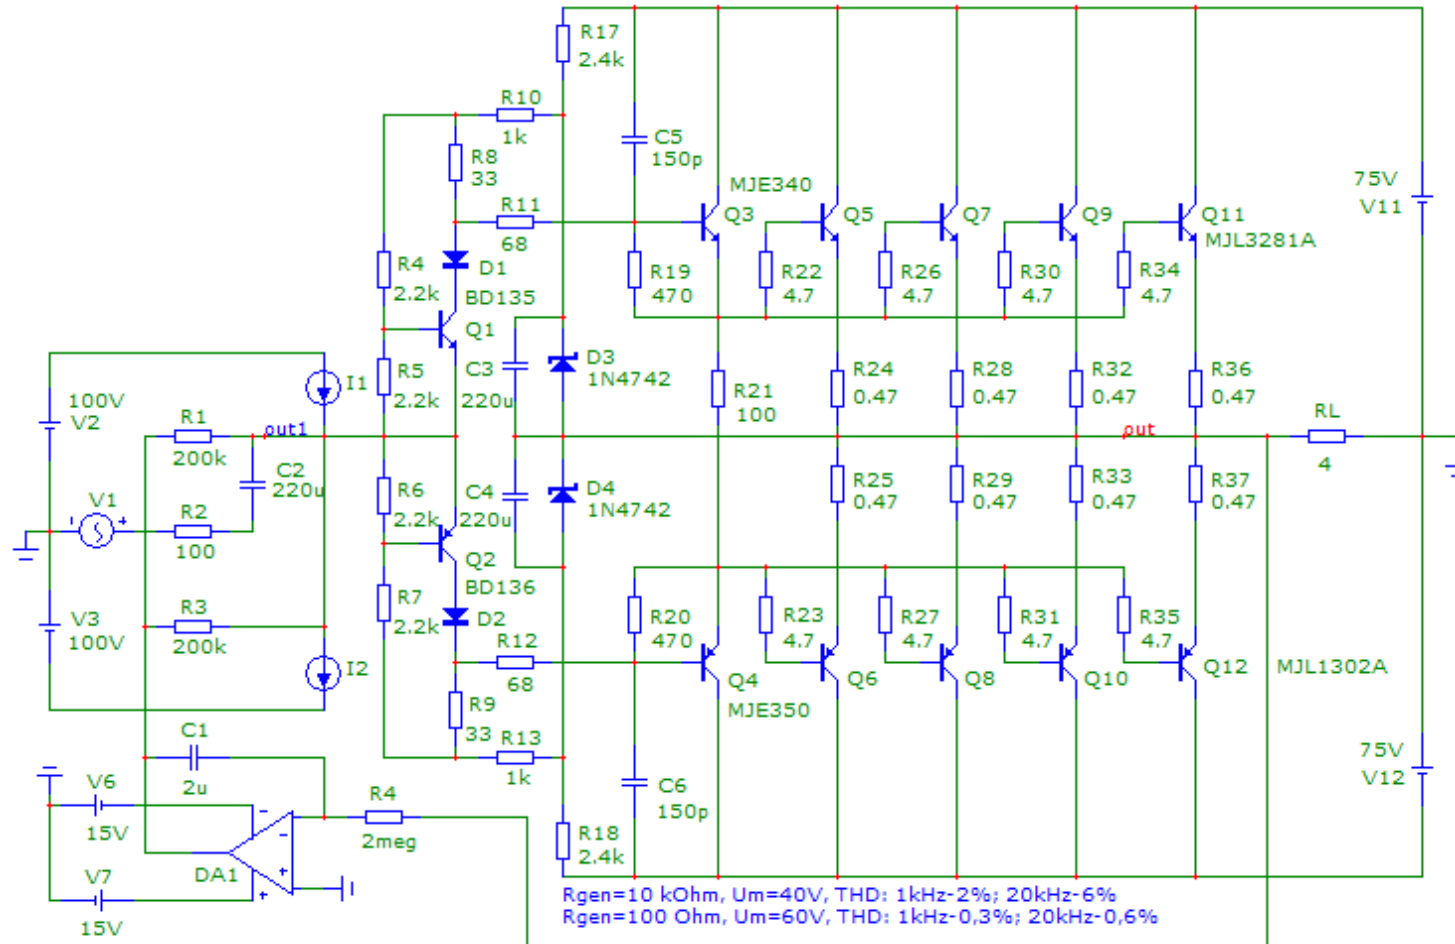 R17
2.4k
R10
1k
C5
150p
R8
33
MJE340
75V
V11
R11
68
Q3
Q5
Q7
Q9
Q11
MJL3281A
R4
2.2k
D1
BD135
R19
470
R22
4.7
R26
4.7
R30
4.7
R34
4.7
Q1
R5
2.2k
C3
220u
D3
1N4742
I1
100V
V2
R21
100
R24
0.47
R28
0.47
R32
0.47
R36
0.47
R1
200k
out1
out
RL
4
C2
220u
V1
R2
100
R6
2.2k
C4
220u
D4
1N4742
R25
0.47
R29
0.47
R33
0.47
R37
0.47
Q2
BD136
R7
2.2k
D2
V3
100V
R3
200k
I2
R12
68
R20
470
R23
4.7
R27
4.7
R31
4.7
R35
4.7
Q4
MJE350
Q6
Q8
Q10
Q12
MJL1302A
R9
33
R13
1k
C1
2u
C6
150p
75V
V12
V6
15V
R4
2meg
R18
2.4k
DA1
V7
15V
Rgen=10 kOhm, Um=40V, THD: 1kHz-2%; 20kHz-6%
Rgen=100 Ohm, Um=60V, THD: 1kHz-0,3%; 20kHz-0,6%